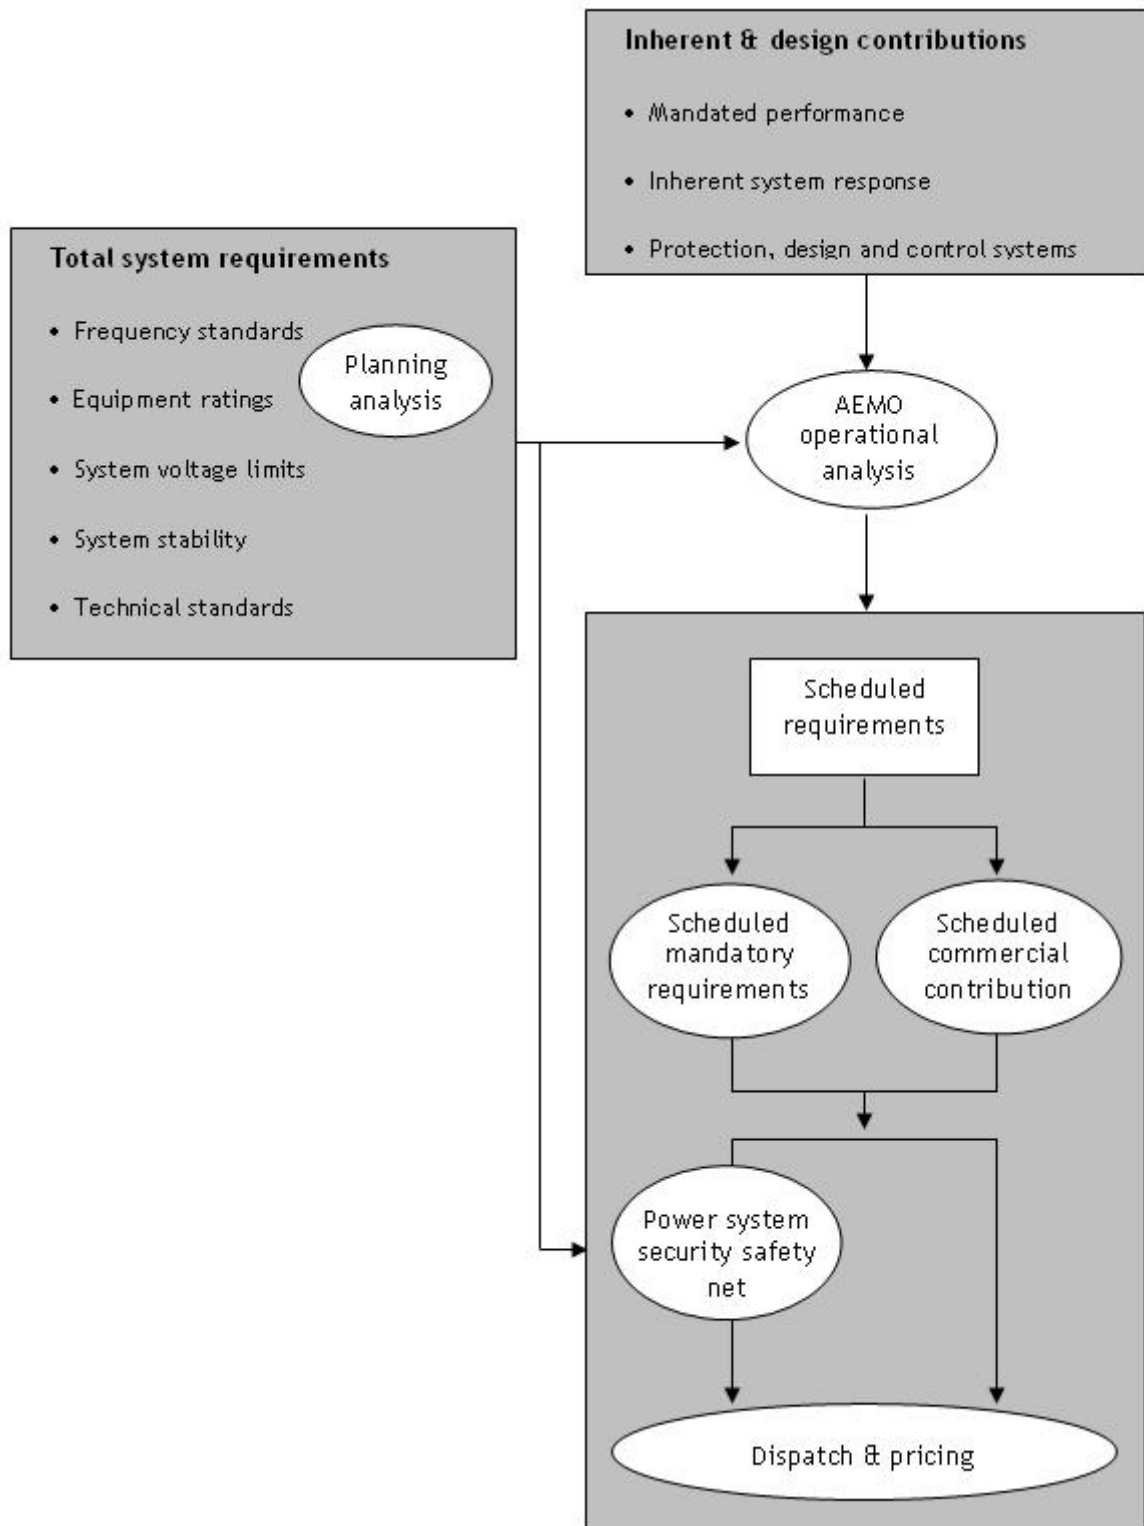 Inherent & design contributions
• Mandated performance
• Inherent system response
• Protection, design and control systems
Total system requirements
• Frequency standards
• Equipment ratings
• System voltage limits
• System stability
• Technical standards
Planning
analysis
AEMO
operational
analysis
Scheduled
requirements
Scheduled
mandatory
requirements
Scheduled
commercial
contribution
Power system
security safety
net
Dispatch & pricing